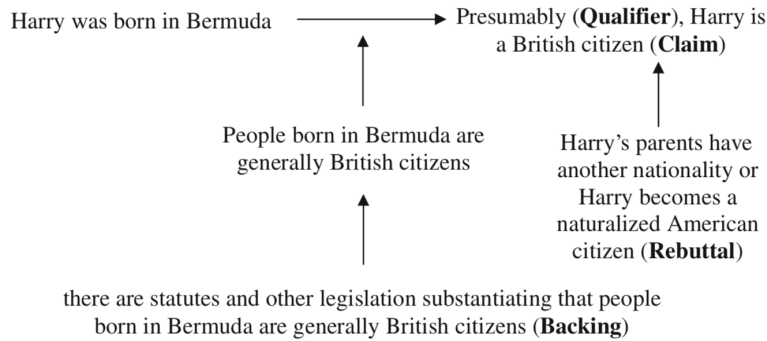 Harry was born in Bermuda
Presumably (Qualifier), Harry is
a British citizen (Claim)
People born in Bermuda are
generally British citizens
Harry's parents have
another nationality or
Harry becomes a
naturalized American
citizen (Rebuttal)
there are statutes and other legislation substantiating that people
born in Bermuda are generally British citizens (Backing)